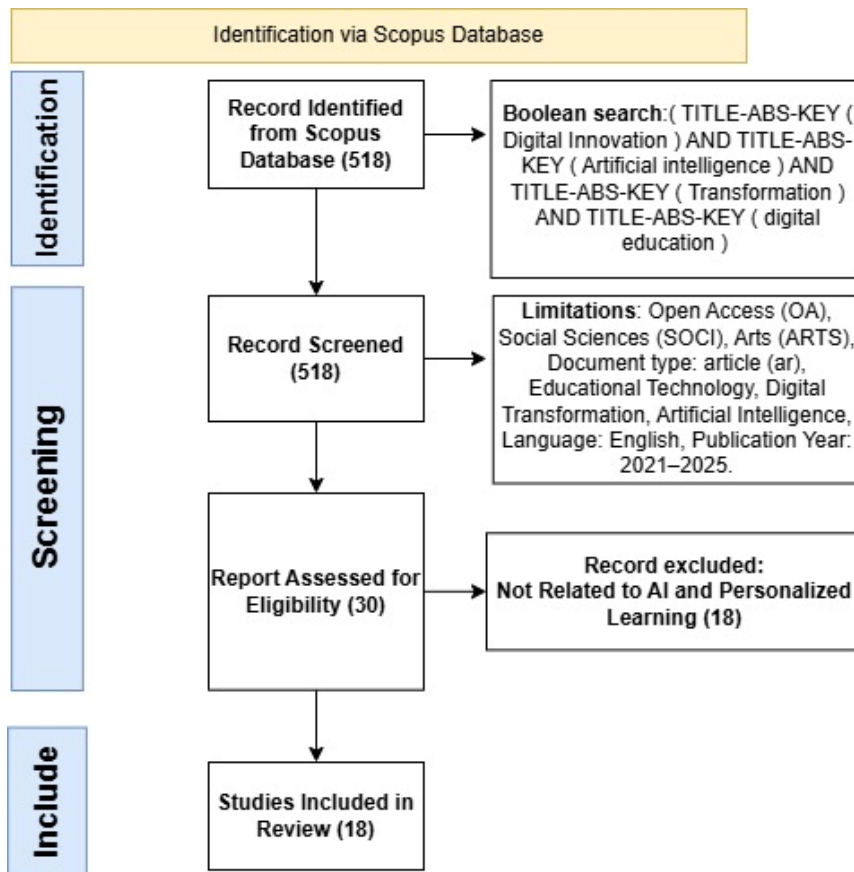 Identification via Scopus Database
Identification
Record Identified
from Scopus
Database (518)
Boolean search:( TITLE-ABS-KEY (
Digital Innovation ) AND TITLE-ABS-
KEY ( Artificial intelligence ) AND
TITLE-ABS-KEY ( Transformation )
AND TITLE-ABS-KEY ( digital
education )
Screening
Record Screened
(518)
Limitations: Open Access (OA),
Social Sciences (SOCI), Arts (ARTS),
Document type: article (ar),
Educational Technology, Digital
Transformation, Artificial Intelligence,
Language: English, Publication Year:
2021–2025.
Report Assessed for
Eligibility (30)
Record excluded:
Not Related to AI and Personalized
Learning (18)
Include
Studies Included in
Review (18)